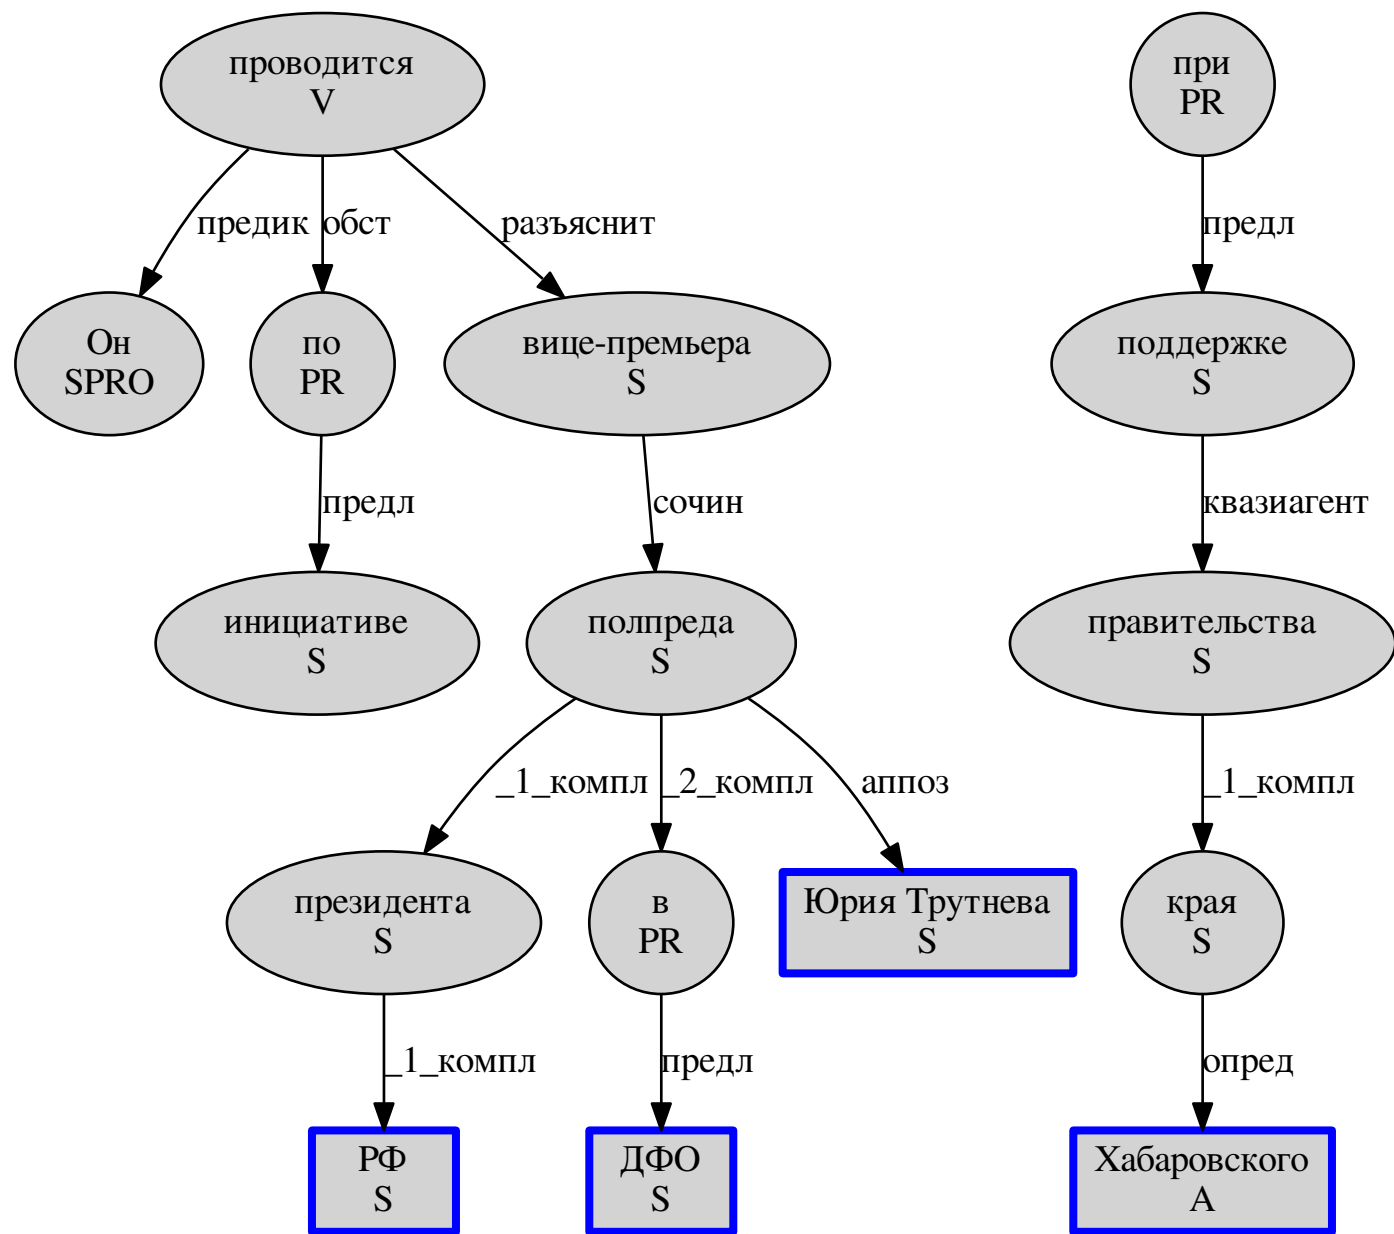 проводится
V
при
PR
предик
обст
разъяснит
предл
Он
SPRO
по
PR
вице-премьера
S
поддержке
S
предл
сочин
квазиагент
инициативе
S
полпреда
S
правительства
S
_1_компл
_2_компл
аппоз
_1_компл
президента
S
в
PR
Юрия Трутнева
S
края
S
_1_компл
предл
опред
РФ
S
ДФО
S
Хабаровского
A